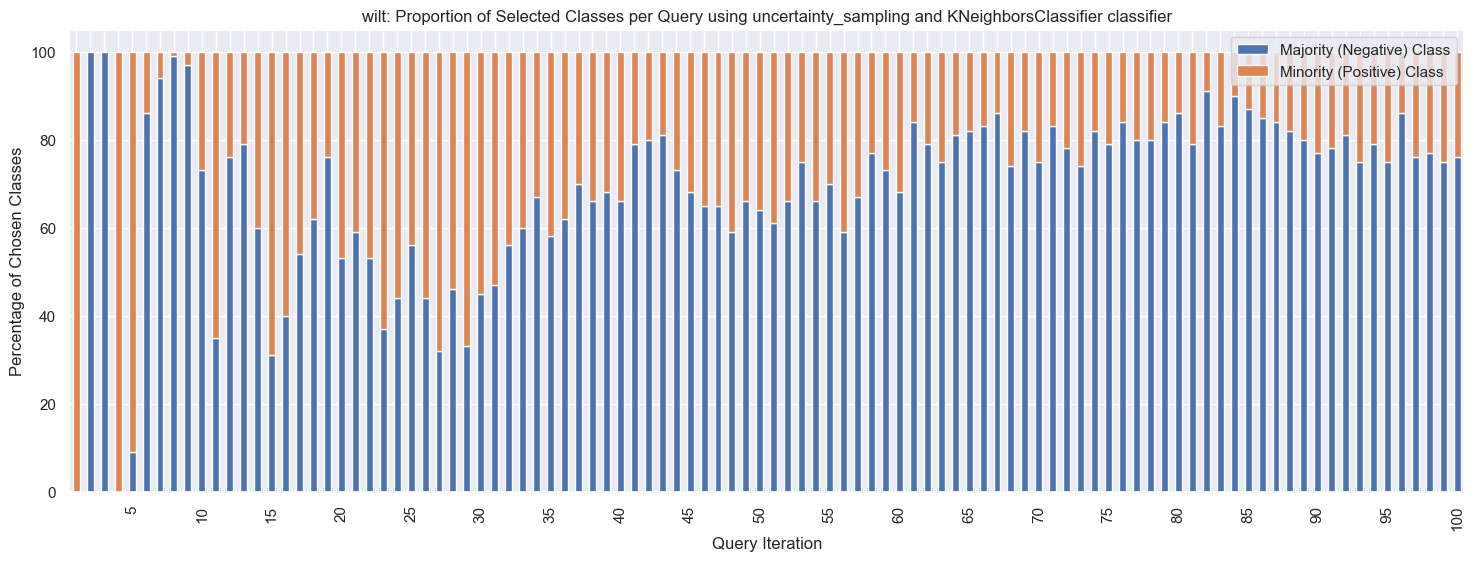 wilt: Proportion of Selected Classes per Query using uncertainty_sampling and KNeighborsClassifier classifier
Majority (Negative) Class
Minority (Positive) Class
Percentage of Chosen Classes
100
80
60
40
20
0
5 10 15 20 25 30 35 40 45 50 55 60 65 70 75 80 85 90 95 100
Query Iteration